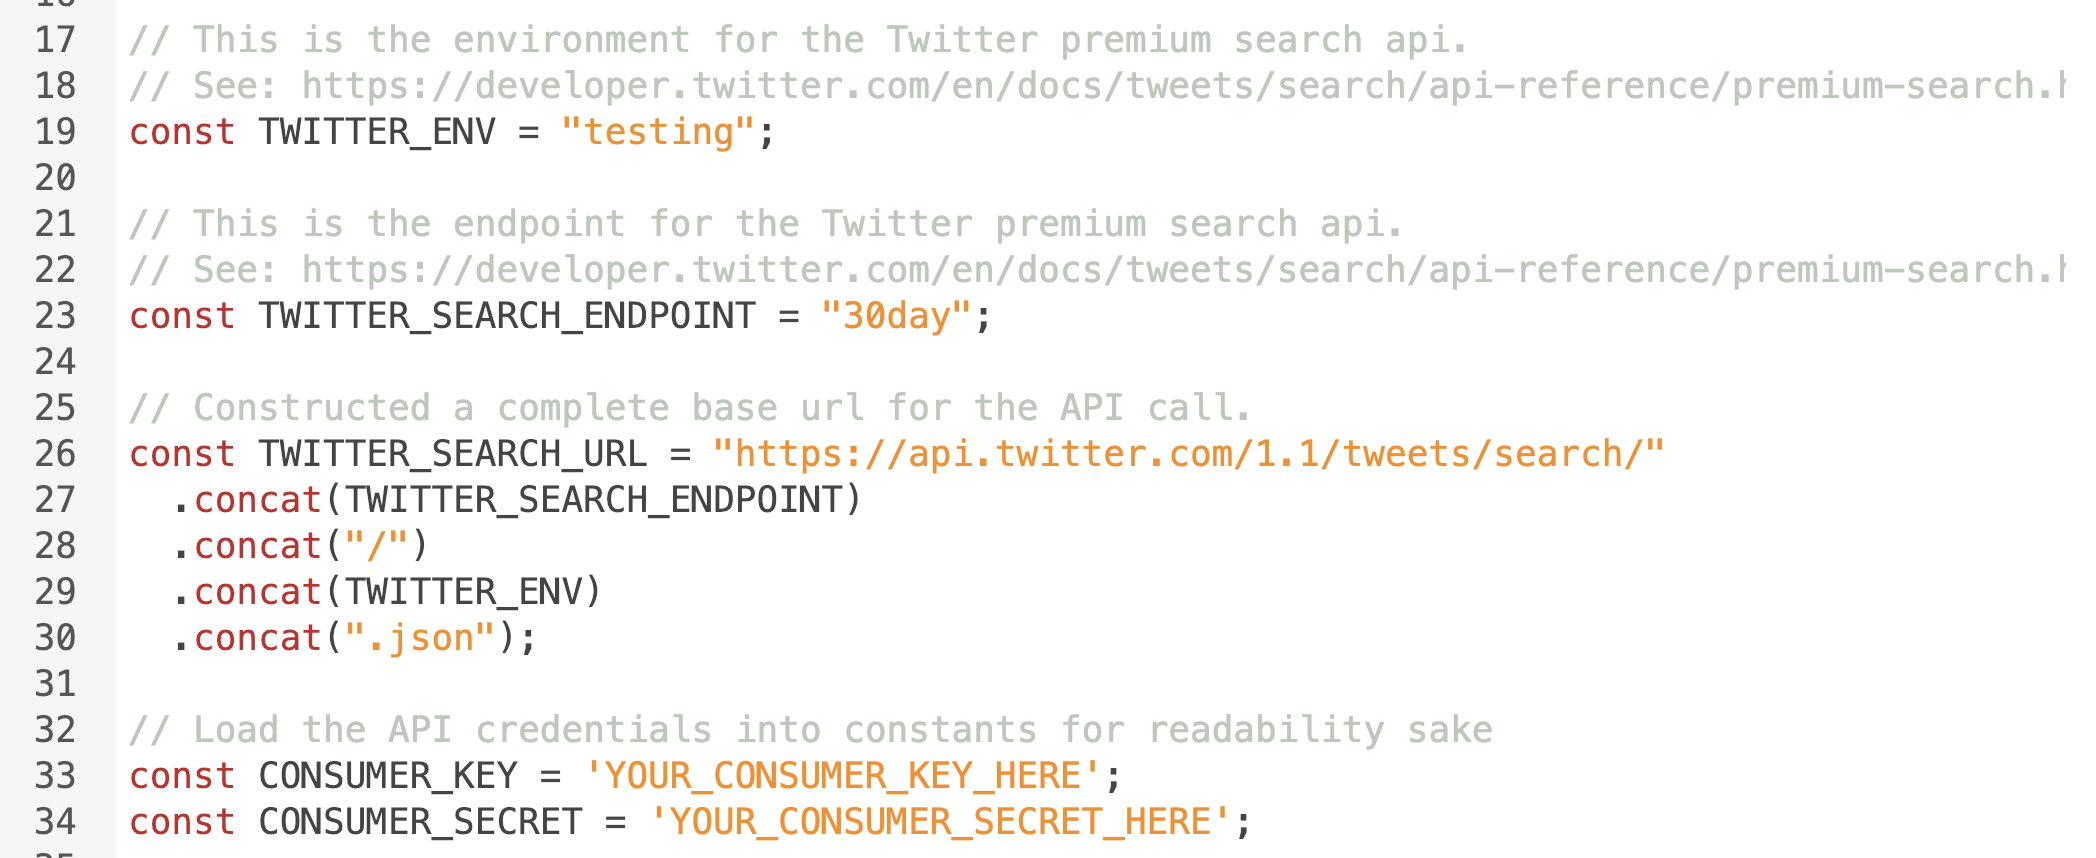 17 // This is the environment for the Twitter premium search api.
18 // See: https://developer.twitter.com/en/docs/tweets/search/api-reference/premium-search.h
19 const TWITTER_ENV = "testing";
20
21 // This is the endpoint for the Twitter premium search api.
22 // See: https://developer.twitter.com/en/docs/tweets/search/api-reference/premium-search.h
23 const TWITTER_SEARCH_ENDPOINT = "30day";
24
25 // Constructed a complete base url for the API call.
26 const TWITTER_SEARCH_URL = "https://api.twitter.com/1.1/tweets/search/"
27   .concat(TWITTER_SEARCH_ENDPOINT)
28   .concat("/")
29   .concat(TWITTER_ENV)
30   .concat(".json");
31
32 // Load the API credentials into constants for readability sake
33 const CONSUMER_KEY = 'YOUR_CONSUMER_KEY_HERE';
34 const CONSUMER_SECRET = 'YOUR_CONSUMER_SECRET_HERE';